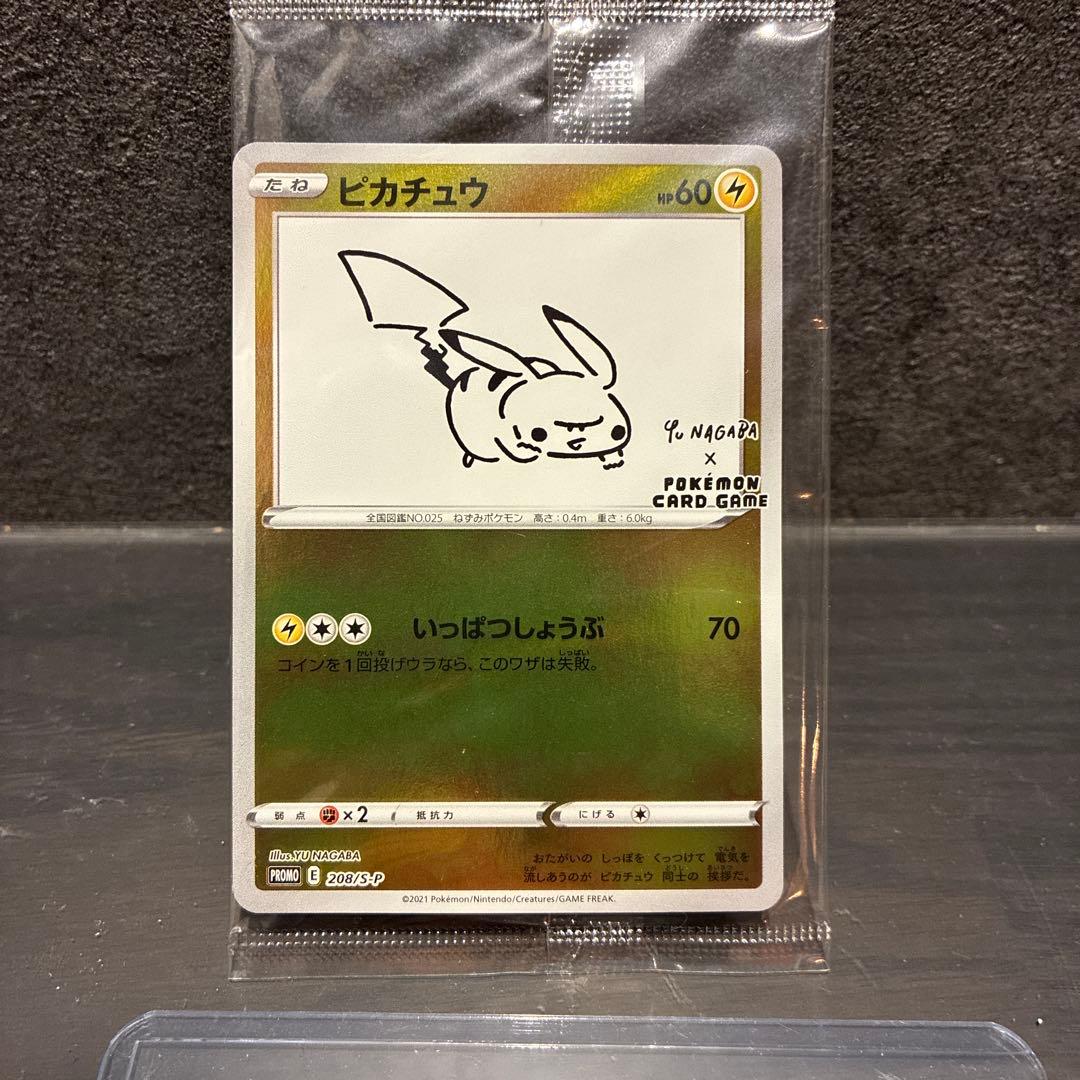 たね ピカチュウ HP60
YU NAGABA
×
POKÉMON
CARD GAME
全国図鑑NO.025 ねずみポケモン 高さ:0.4m 重さ:6.0kg
いっぱつしょうぶ 70
コインを1回投げウラなら、このワザは失敗。
弱点 ×2 抵抗力 にげる
Illus.YU NAGABA
おたがいの しっぽを くっつけて 電気を
PROMO E 208/S-P 流しあうのが ピカチュウ 同士の 挨拶だ。
©2021 Pokémon/Nintendo/Creatures/GAME FREAK.